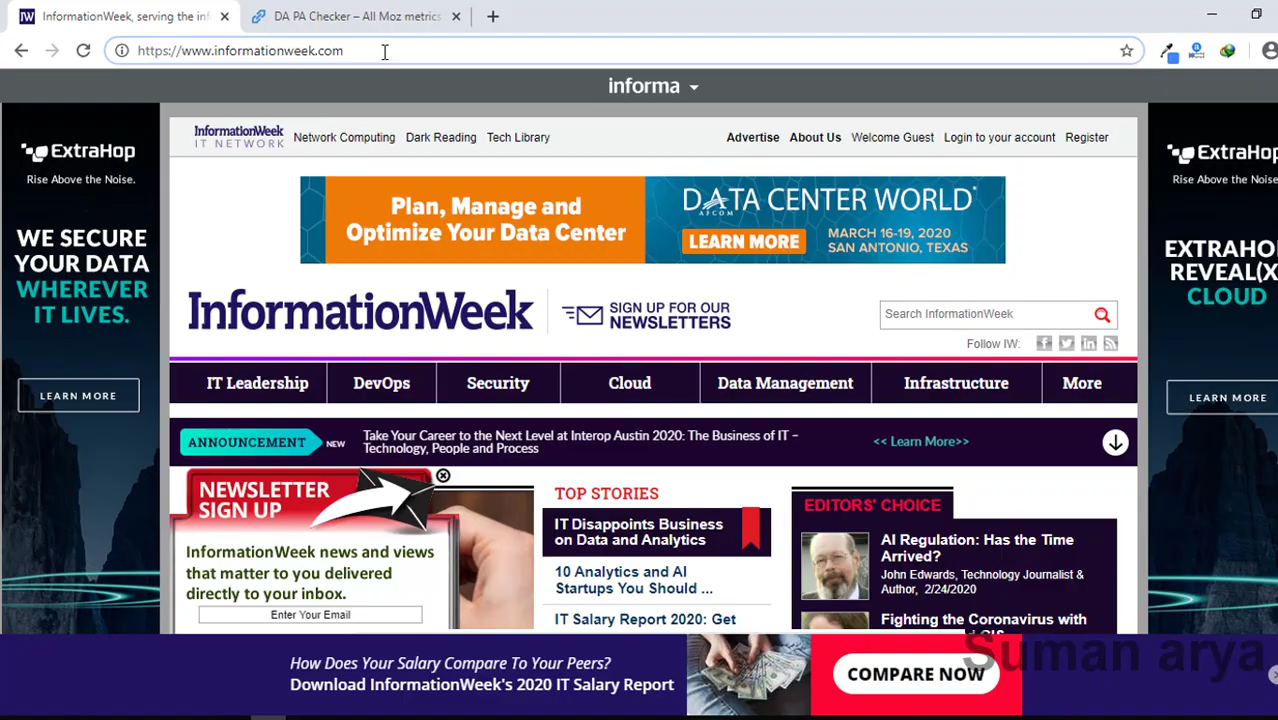 InformationWeek, serving the inf
DA PA Checker – All Moz metrics
https://www.informationweek.com
informa
ExtraHop
Rise Above the Noise.
WE SECURE
YOUR DATA
WHEREVER
IT LIVES.
LEARN MORE
InformationWeek
IT NETWORK
Network Computing Dark Reading Tech Library
Advertise About Us Welcome Guest Login to your account Register
Plan, Manage and
Optimize Your Data Center
AFCOM
DATA CENTER WORLD
LEARN MORE
MARCH 16-19, 2020
SAN ANTONIO, TEXAS
InformationWeek
SIGN UP FOR OUR
NEWSLETTERS
Search InformationWeek
Follow IW:
IT Leadership DevOps Security Cloud Data Management Infrastructure More
ANNOUNCEMENT NEW
Take Your Career to the Next Level at Interop Austin 2020: The Business of IT –
Technology, People and Process
<< Learn More>>
NEWSLETTER
SIGN UP
InformationWeek news and views
that matter to you delivered
directly to your inbox.
Enter Your Email
TOP STORIES
IT Disappoints Business
on Data and Analytics
10 Analytics and AI
Startups You Should ...
IT Salary Report 2020: Get
EDITORS' CHOICE
AI Regulation: Has the Time
Arrived?
John Edwards, Technology Journalist &
Author, 2/24/2020
Fighting the Coronavirus with
ExtraHop
Rise Above the Noise
EXTRAHO
REVEAL(X
CLOUD
LEARN MORE
How Does Your Salary Compare To Your Peers?
Download InformationWeek's 2020 IT Salary Report
COMPARE NOW
Suman arya